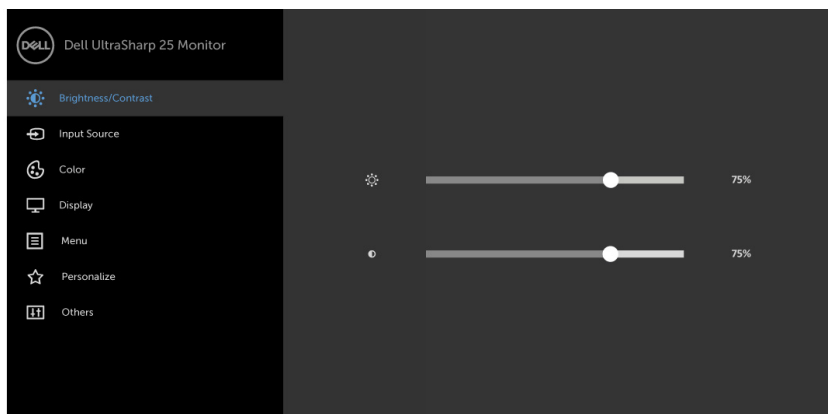 DELL
Dell UltraSharp 25 Monitor
Brightness/Contrast
Input Source
Color
75%
Display
Menu
75%
Personalize
Others